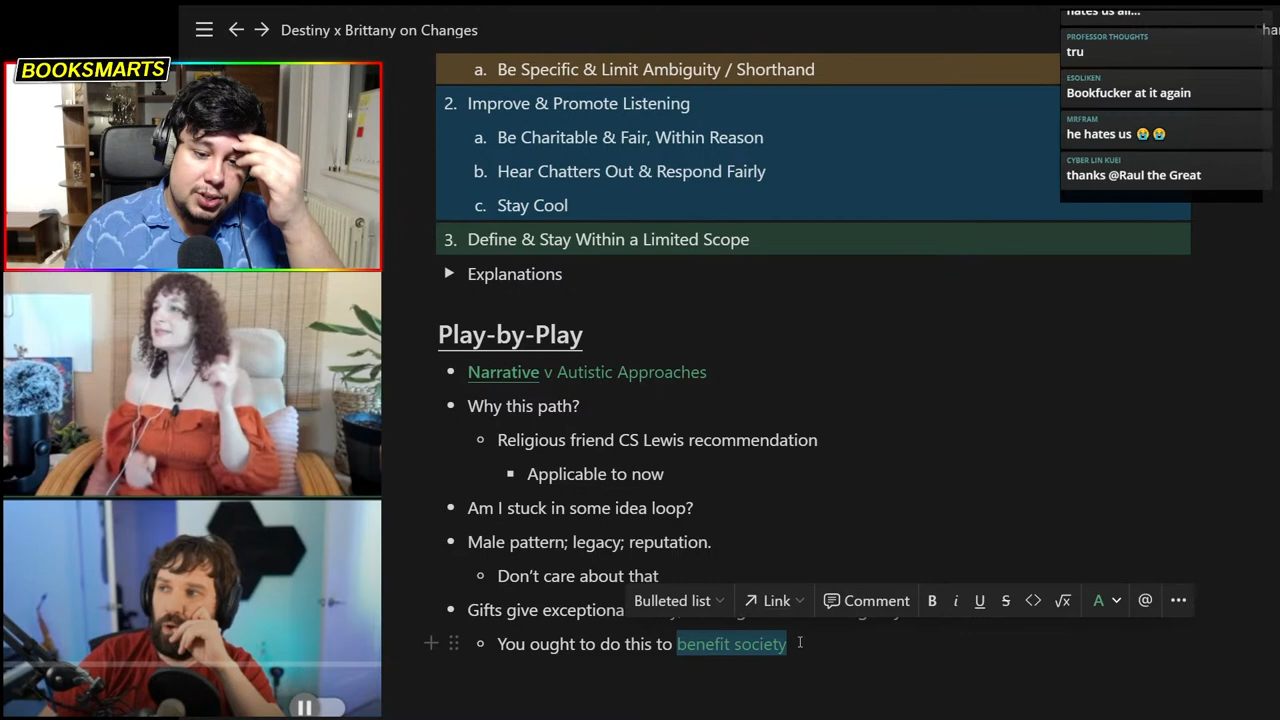 Destiny x Brittany on Changes
BOOKSMARTS
a. Be Specific & Limit Ambiguity / Shorthand
2. Improve & Promote Listening
a. Be Charitable & Fair, Within Reason
b. Hear Chatters Out & Respond Fairly
c. Stay Cool
3. Define & Stay Within a Limited Scope
Explanations
Play-by-Play
Narrative v Autistic Approaches
Why this path?
Religious friend CS Lewis recommendation
Applicable to now
Am I stuck in some idea loop?
Male pattern; legacy; reputation.
Don't care about that
Bulleted list Link Comment B i U S A @
Gifts give
You ought to do this to benefit society
hates us all...
PROFESSOR THOUGHTS
tru
ESOLIKEN
Bookfucker at it again
MRFRAM
he hates us 😭😭
CYBER LIN KUEI
thanks @Raul the Great